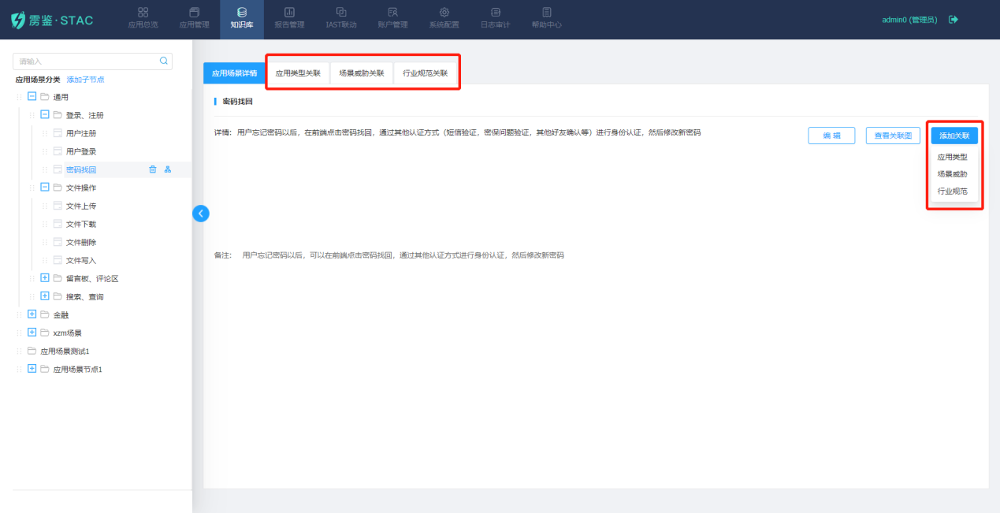 雳鉴·STAC
应用总览
应用管理
知识库
报告管理
IAST联动
账户管理
系统配置
日志审计
帮助中心
admin0 (管理员)
请输入
应用场景分类 添加子节点
通用
登录、注册
用户注册
用户登录
密码找回
文件操作
文件上传
文件下载
文件删除
文件写入
留言板、评论区
搜索、查询
金融
xzm场景
应用场景测试1
应用场景节点1
应用场景详情
应用类型关联
场景威胁关联
行业规范关联
密码找回
详情: 用户忘记密码以后，在前端点击密码找回，通过其他认证方式（短信验证，密保问题验证，其他好友确认等）进行身份认证，然后修改新密码
编 辑
查看关联图
添加关联
应用类型
场景威胁
行业规范
备注: 用户忘记密码以后，可以在前端点击密码找回，通过其他认证方式进行身份认证，然后修改新密码